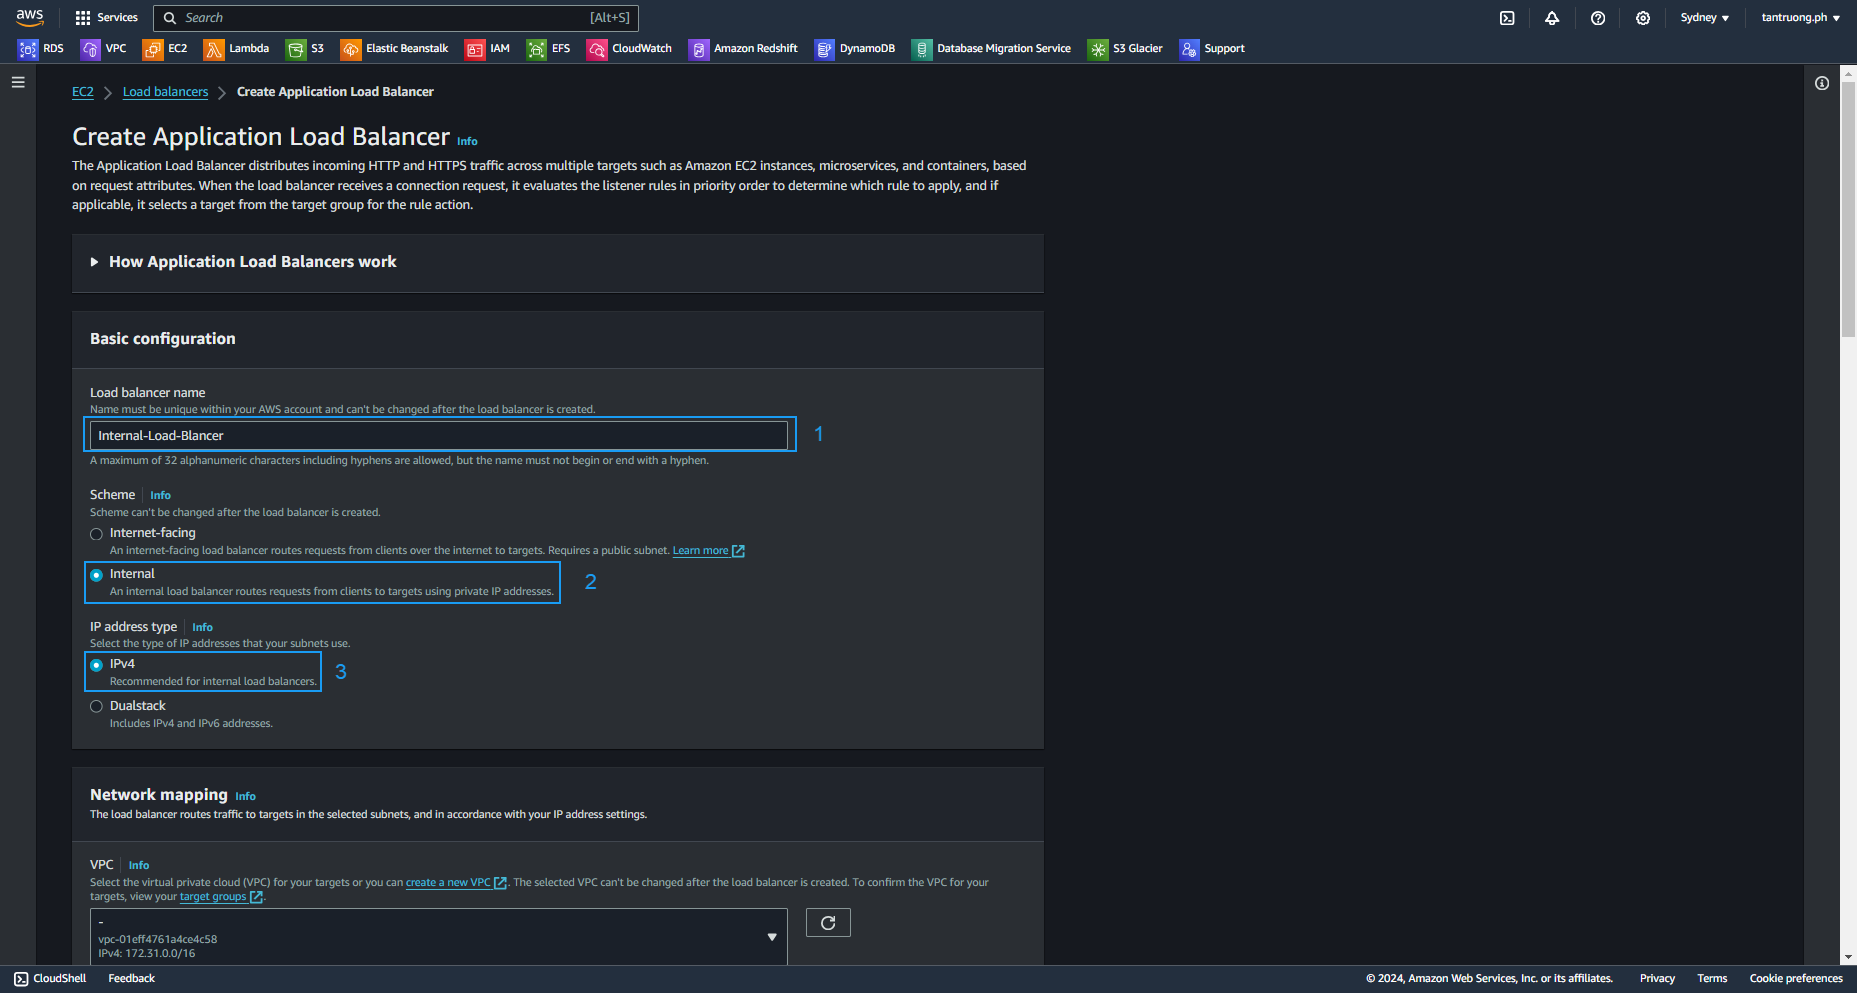 aws
Services
Search [Alt+S]
Sydney
tantruong.ph
RDS VPC EC2 Lambda S3 Elastic Beanstalk IAM EFS CloudWatch Amazon Redshift DynamoDB Database Migration Service S3 Glacier Support
EC2 Load balancers Create Application Load Balancer
Create Application Load Balancer Info
The Application Load Balancer distributes incoming HTTP and HTTPS traffic across multiple targets such as Amazon EC2 instances, microservices, and containers, based
on request attributes. When the load balancer receives a connection request, it evaluates the listener rules in priority order to determine which rule to apply, and if
applicable, it selects a target from the target group for the rule action.
How Application Load Balancers work
Basic configuration
Load balancer name
Name must be unique within your AWS account and can't be changed after the load balancer is created.
Internal-Load-Blancer 1
A maximum of 32 alphanumeric characters including hyphens are allowed, but the name must not begin or end with a hyphen.
Scheme Info
Scheme can't be changed after the load balancer is created.
Internet-facing
An internet-facing load balancer routes requests from clients over the internet to targets. Requires a public subnet. Learn more
Internal
An internal load balancer routes requests from clients to targets using private IP addresses.
2
IP address type Info
Select the type of IP addresses that your subnets use.
IPv4
Recommended for internal load balancers.
3
Dualstack
Includes IPv4 and IPv6 addresses.
Network mapping Info
The load balancer routes traffic to targets in the selected subnets, and in accordance with your IP address settings.
VPC Info
Select the virtual private cloud (VPC) for your targets or you can create a new VPC. The selected VPC can't be changed after the load balancer is created. To confirm the VPC for your
targets, view your target groups.
-
vpc-01eff4761a4ce4c58
IPv4: 172.31.0.0/16
CloudShell Feedback © 2024, Amazon Web Services, Inc. or its affiliates. Privacy Terms Cookie preferences